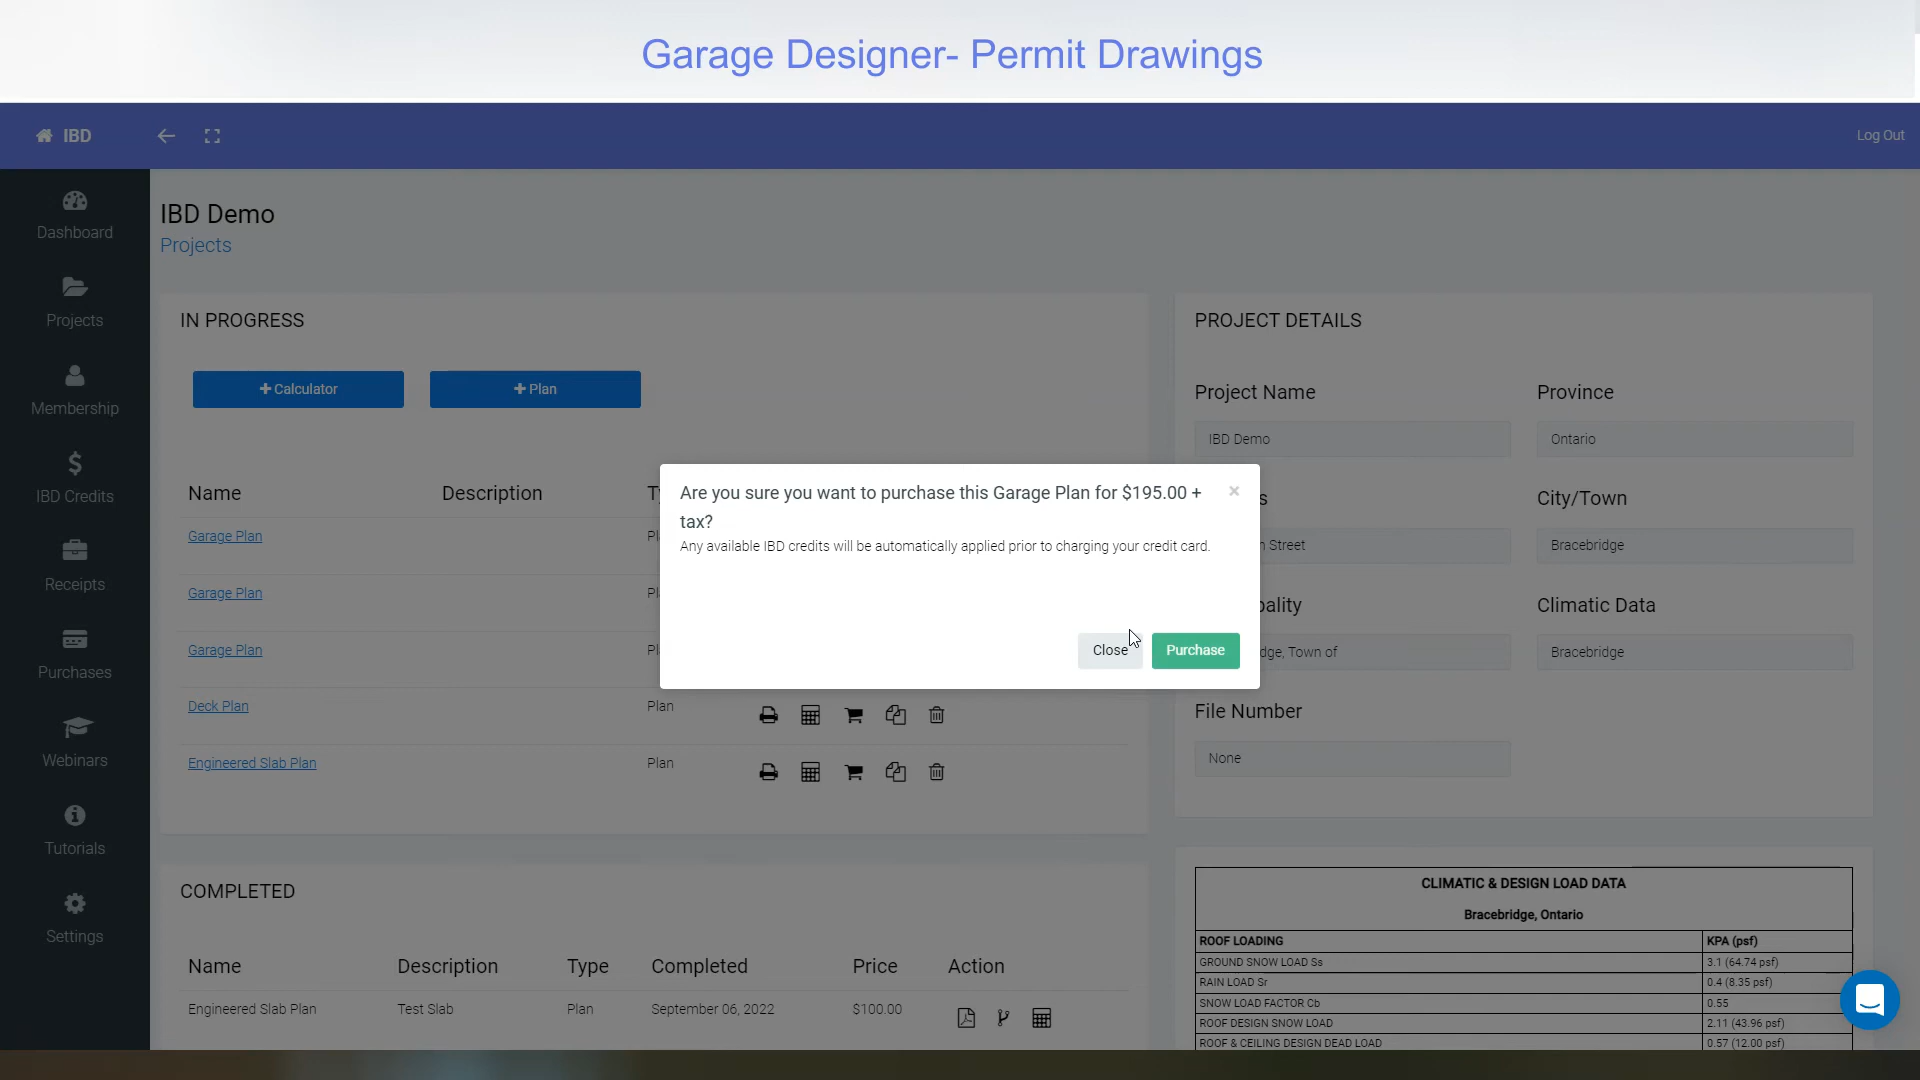 Garage Designer- Permit Drawings
IBD
Log Out
Dashboard
Projects
Membership
IBD Credits
Receipts
Purchases
Webinars
Tutorials
Settings
IBD Demo
Projects
IN PROGRESS
Calculator
Plan
Name Description
Garage Plan
Garage Plan
Garage Plan
Deck Plan Plan
Engineered Slab Plan Plan
Are you sure you want to purchase this Garage Plan for $195.00 +
tax?
×
Any available IBD credits will be automatically applied prior to charging your credit card.
Close
Purchase
PROJECT DETAILS
Project Name Province
IBD Demo Ontario
City/Town
Street Bracebridge
Climatic Data
Town of Bracebridge
File Number
None
COMPLETED
Name Description Type Completed Price Action
Engineered Slab Plan Test Slab Plan September 06, 2022 $100.00
CLIMATIC & DESIGN LOAD DATA
Bracebridge, Ontario
ROOF LOADING KPA (psf)
GROUND SNOW LOAD Ss 3.1 (64.74 psf)
RAIN LOAD Sr 0.4 (8.35 psf)
SNOW LOAD FACTOR Cb 0.55
ROOF DESIGN SNOW LOAD 2.11 (43.96 psf)
ROOF & CEILING DESIGN DEAD LOAD 0.57 (12.00 psf)